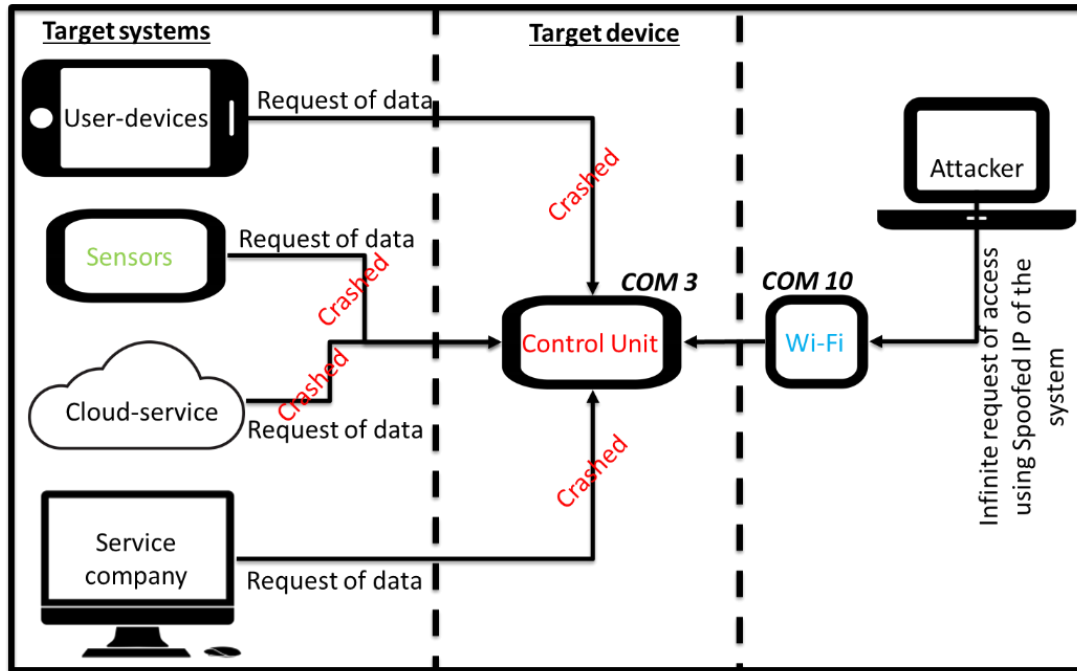 Target systems
Target device
User-devices
Request of data
Crashed
Attacker
Sensors
Request of data
Crashed
COM 3
COM 10
Control Unit
Wi-Fi
Infinite request of access
using Spoofed IP of the
system
Cloud-service
Crashed
Request of data
Crashed
Service
company
Request of data